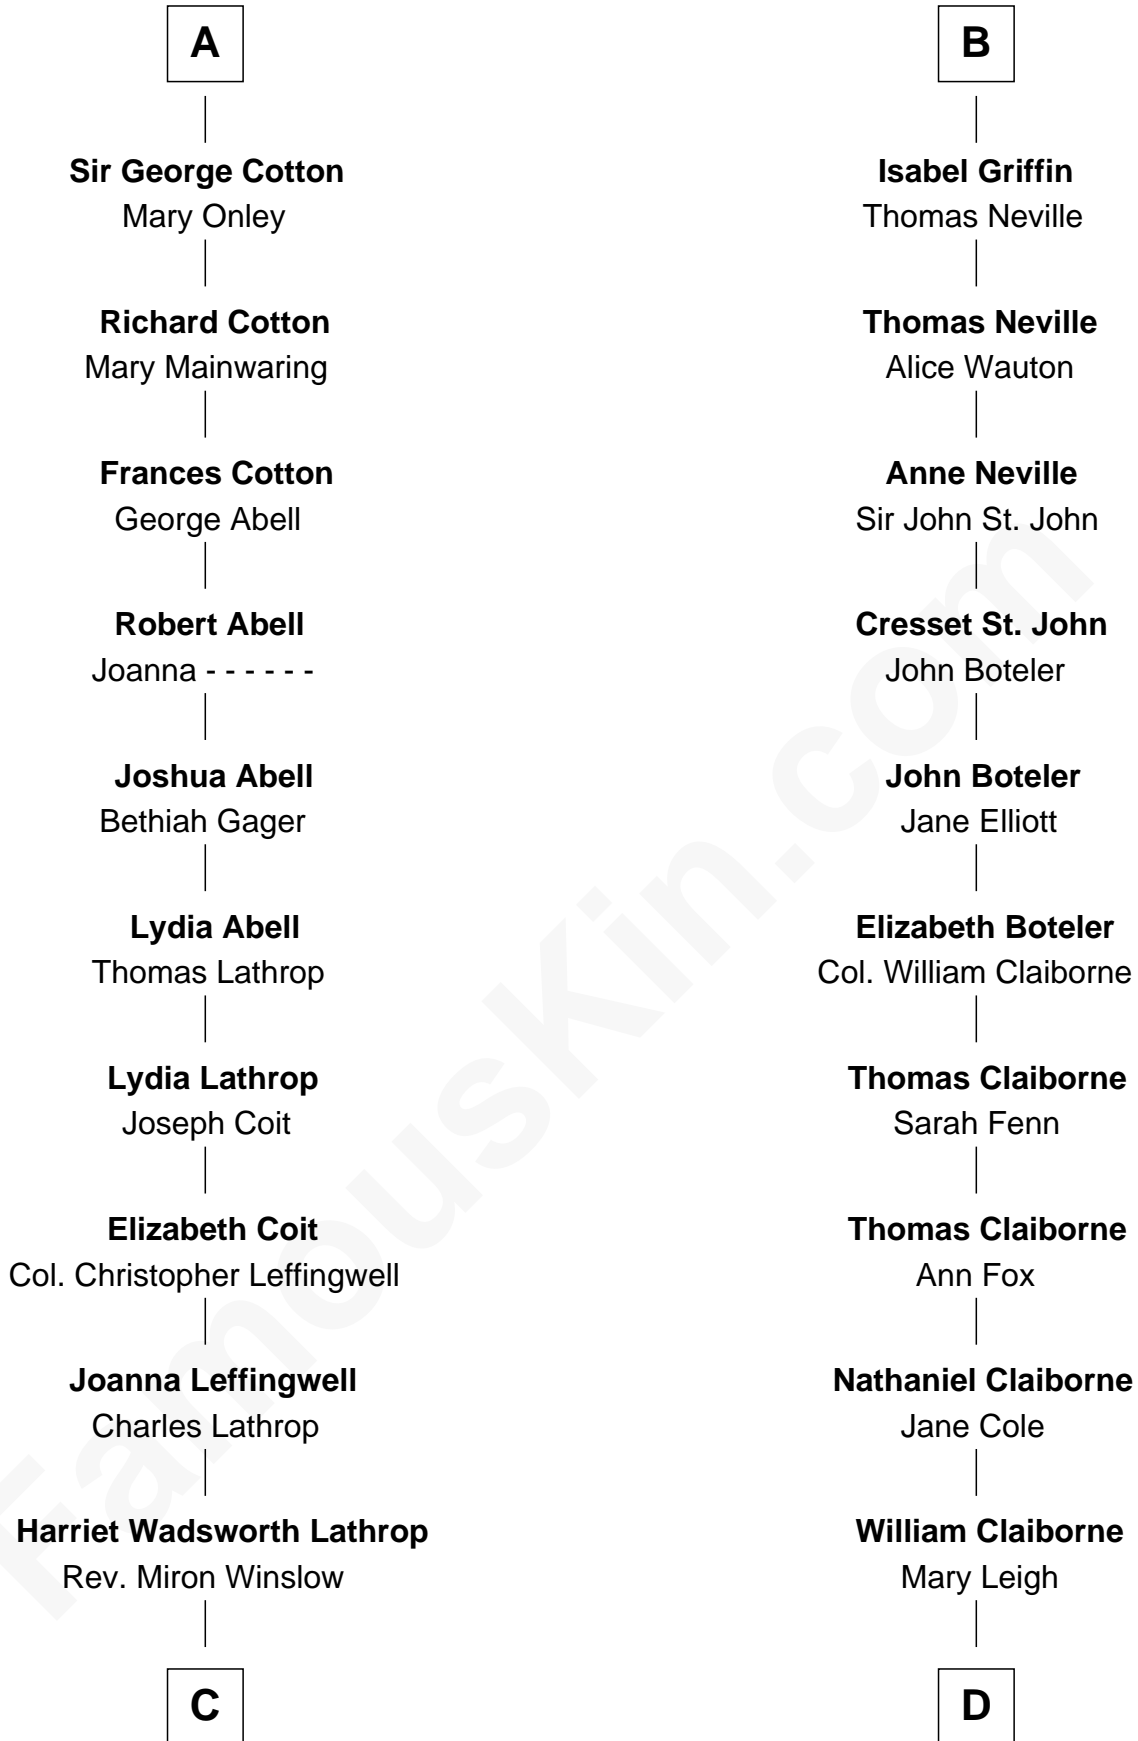 A
Sir George Cotton
Mary Onley
Richard Cotton
Mary Mainwaring
Frances Cotton
George Abell
Robert Abell
Joanna - - - - - -
Joshua Abell
Bethiah Gager
Lydia Abell
Thomas Lathrop
Lydia Lathrop
Joseph Coit
Elizabeth Coit
Col. Christopher Leffingwell
Joanna Leffingwell
Charles Lathrop
Harriet Wadsworth Lathrop
Rev. Miron Winslow
C
B
Isabel Griffin
Thomas Neville
Thomas Neville
Alice Wauton
Anne Neville
Sir John St. John
Cresset St. John
John Boteler
John Boteler
Jane Elliott
Elizabeth Boteler
Col. William Claiborne
Thomas Claiborne
Sarah Fenn
Thomas Claiborne
Ann Fox
Nathaniel Claiborne
Jane Cole
William Claiborne
Mary Leigh
D
FamousKin.com